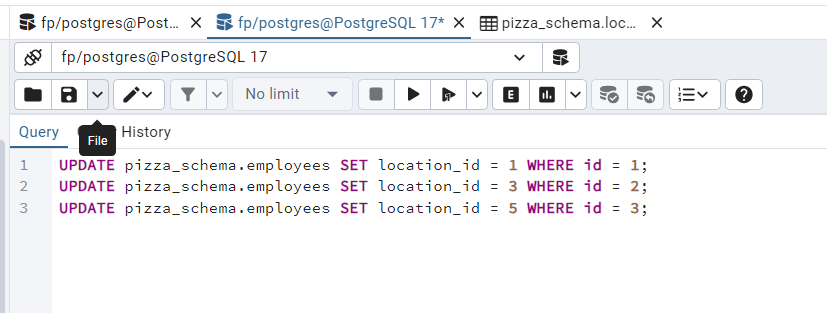 fp/postgres@Post... fp/postgres@PostgreSQL 17* pizza_schema.loc...
fp/postgres@PostgreSQL 17
No limit E
Query History
File
1 UPDATE pizza_schema.employees SET location_id = 1 WHERE id = 1;
2 UPDATE pizza_schema.employees SET location_id = 3 WHERE id = 2;
3 UPDATE pizza_schema.employees SET location_id = 5 WHERE id = 3;